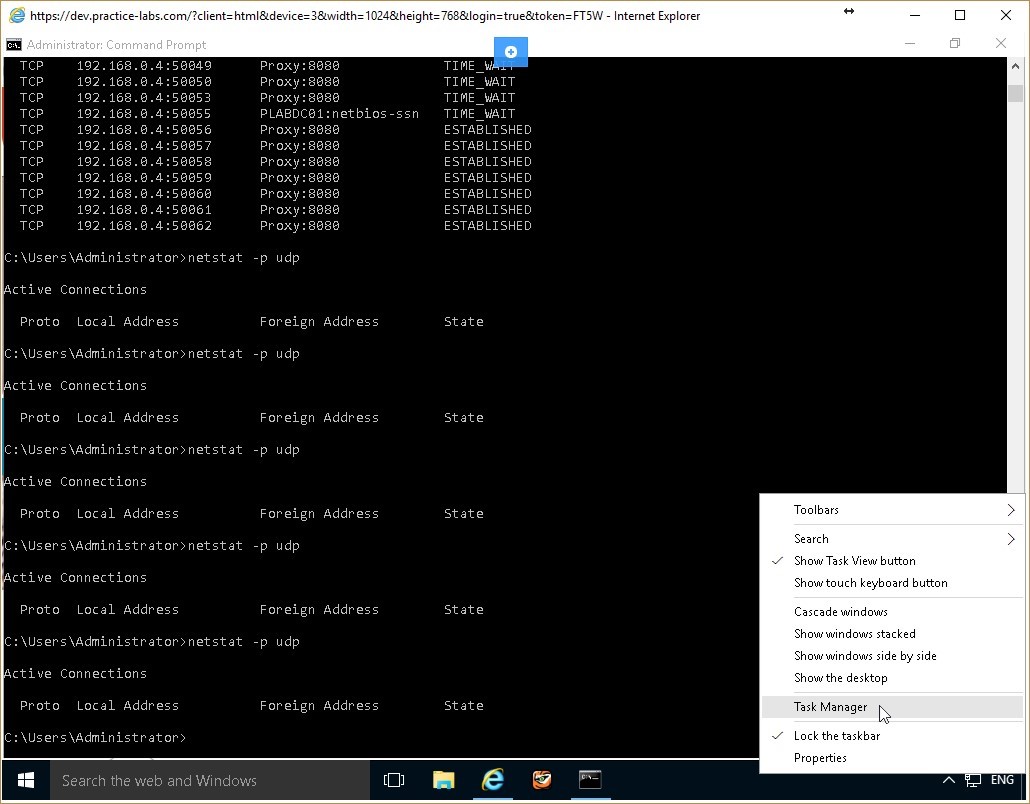 https://dev.practice-labs.com/?client=html&device=3&width=1024&height=768&login=true&token=FT5W - Internet Explorer
Administrator: Command Prompt
TCP 192.168.0.4:50049 Proxy:8080 TIME_WAIT
TCP 192.168.0.4:50050 Proxy:8080 TIME_WAIT
TCP 192.168.0.4:50053 Proxy:8080 TIME_WAIT
TCP 192.168.0.4:50055 PLABDC01:netbios-ssn TIME_WAIT
TCP 192.168.0.4:50056 Proxy:8080 ESTABLISHED
TCP 192.168.0.4:50057 Proxy:8080 ESTABLISHED
TCP 192.168.0.4:50058 Proxy:8080 ESTABLISHED
TCP 192.168.0.4:50059 Proxy:8080 ESTABLISHED
TCP 192.168.0.4:50060 Proxy:8080 ESTABLISHED
TCP 192.168.0.4:50061 Proxy:8080 ESTABLISHED
TCP 192.168.0.4:50062 Proxy:8080 ESTABLISHED
C:\Users\Administrator>netstat -p udp
Active Connections
Proto Local Address Foreign Address State
C:\Users\Administrator>netstat -p udp
Active Connections
Proto Local Address Foreign Address State
C:\Users\Administrator>netstat -p udp
Active Connections
Proto Local Address Foreign Address State
C:\Users\Administrator>netstat -p udp
Active Connections
Proto Local Address Foreign Address State
C:\Users\Administrator>netstat -p udp
Active Connections
Proto Local Address Foreign Address State
C:\Users\Administrator>
Toolbars
Search
Show Task View button
Show touch keyboard button
Cascade windows
Show windows stacked
Show windows side by side
Show the desktop
Task Manager
Lock the taskbar
Properties
Search the web and Windows
ENG